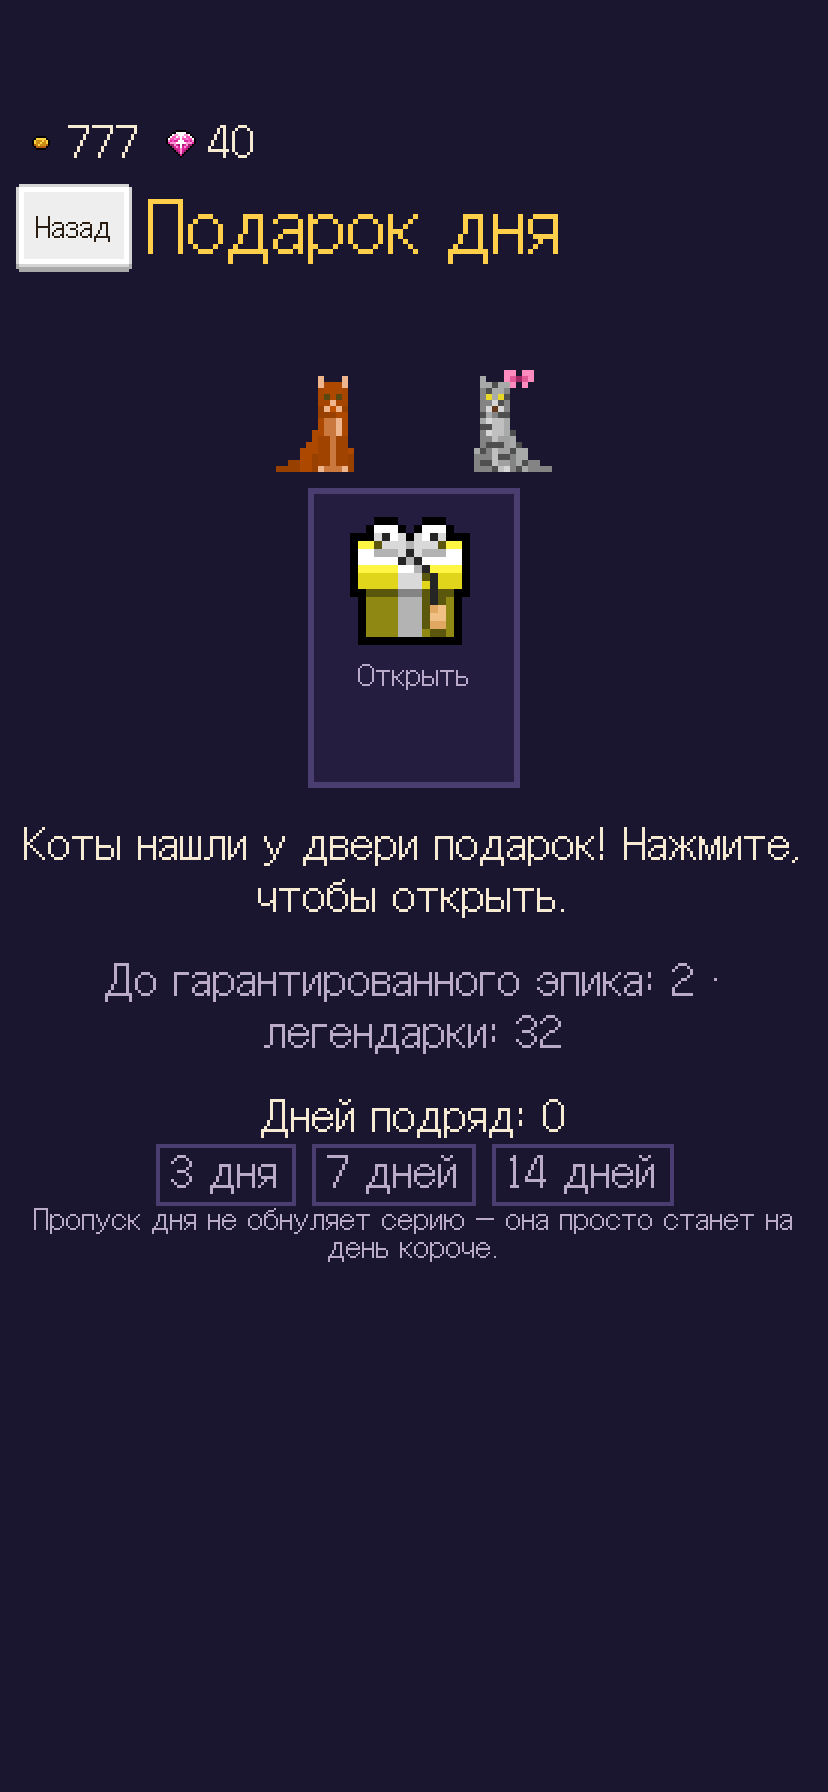 777 40
Назад Подарок дня
Открыть
Коты нашли у двери подарок! Нажмите,
чтобы открыть.
До гарантированного эпика: 2 ·
легендарки: 32
Дней подряд: 0
3 дня 7 дней 14 дней
Пропуск дня не обнуляет серию — она просто станет на
день короче.